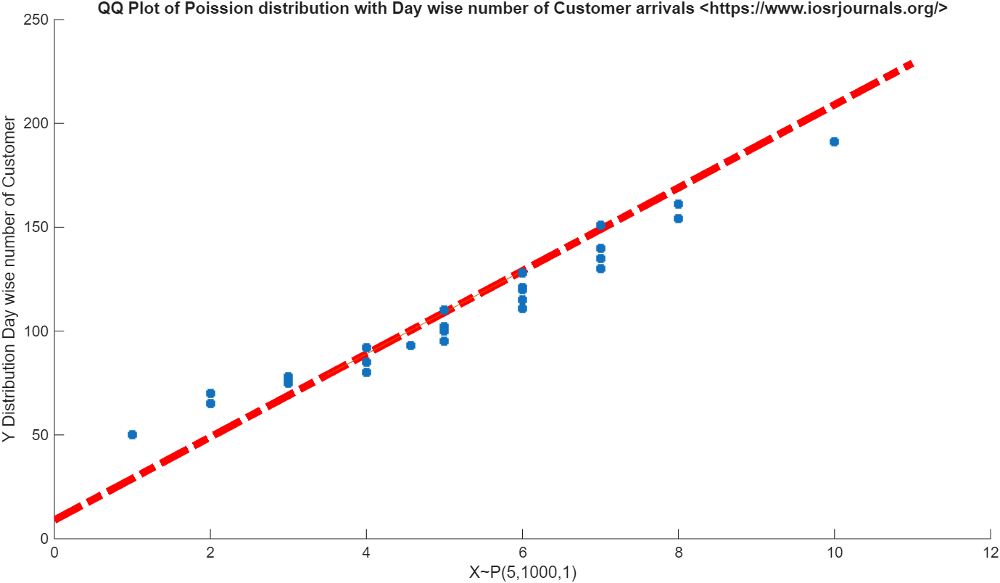 QQ Plot of Poission distribution with Day wise number of Customer arrivals <https://www.iosrjournals.org/>
250
200
150
100
50
0
Y Distribution Day wise number of Customer
0 2 4 6 8 10 12
X~P(5,1000,1)